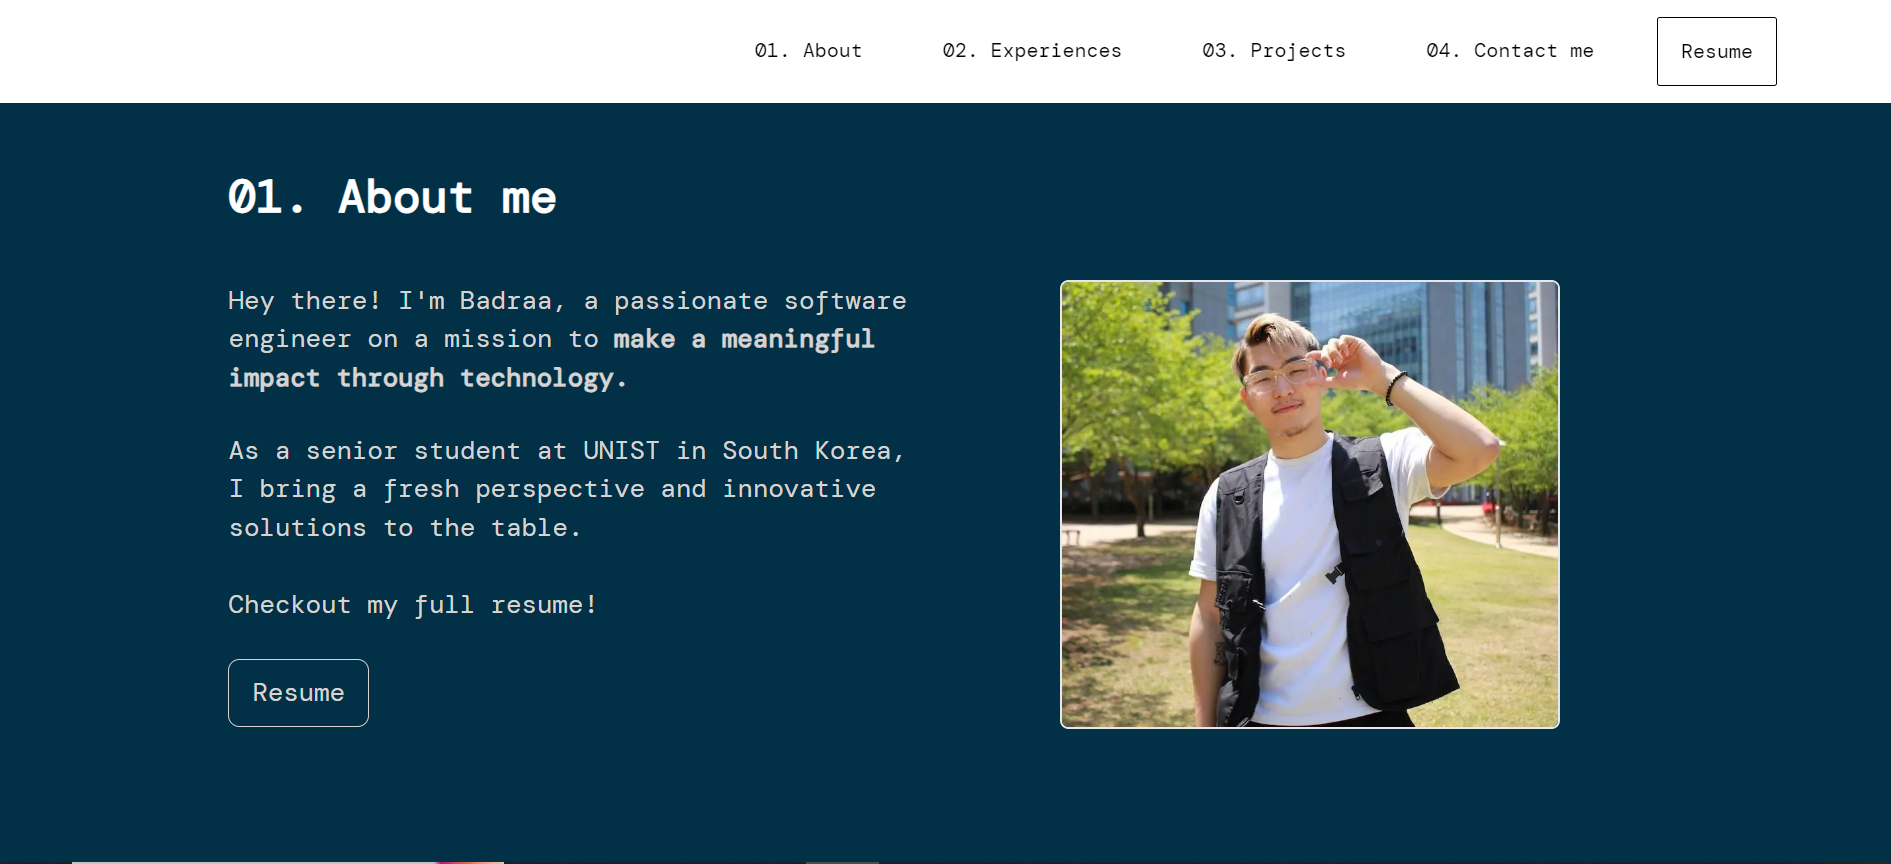 01. About
02. Experiences
03. Projects
04. Contact me
Resume
01. About me
Hey there! I'm Badraa, a passionate software
engineer on a mission to make a meaningful
impact through technology.
As a senior student at UNIST in South Korea,
I bring a fresh perspective and innovative
solutions to the table.
Checkout my full resume!
Resume